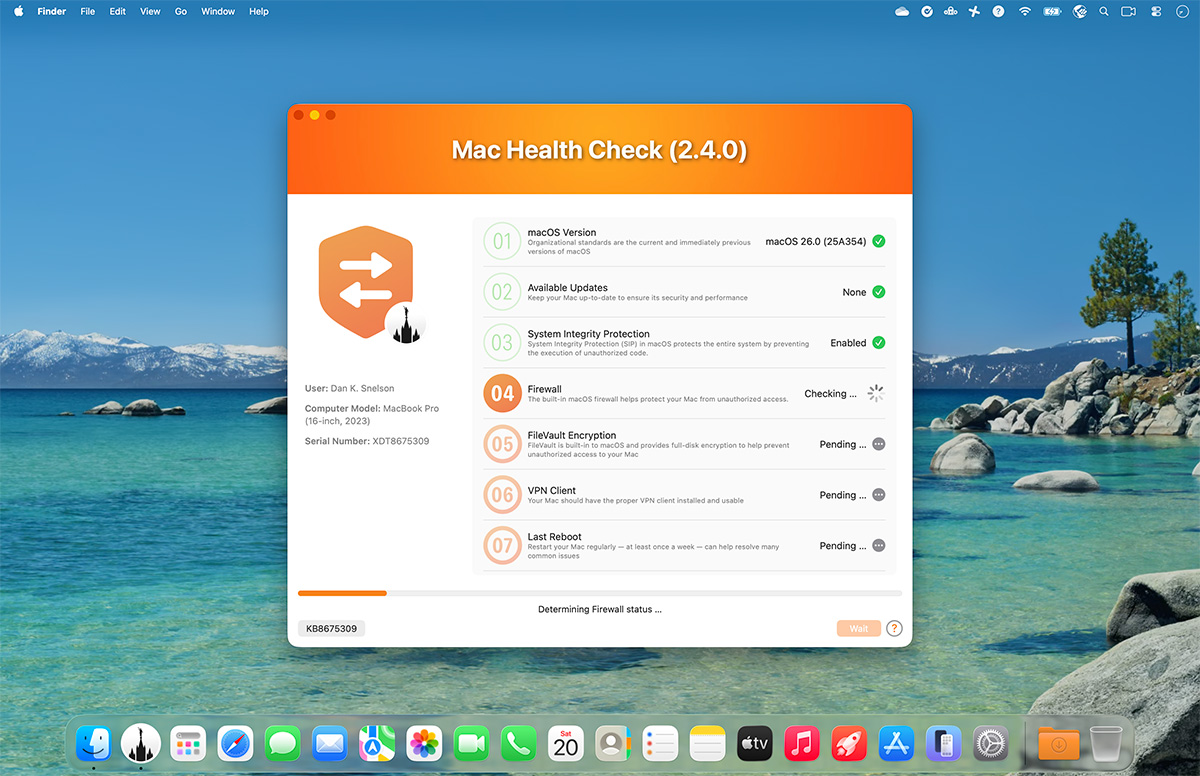 Finder File Edit View Go Window Help
Mac Health Check (2.4.0)
01 macOS Version
Organizational standards are the current and immediately previous
versions of macOS
macOS 26.0 (25A354)
02 Available Updates
Keep your Mac up-to-date to ensure its security and performance
None
03 System Integrity Protection
System Integrity Protection (SIP) in macOS protects the entire system by preventing
the execution of unauthorized code.
Enabled
04 Firewall
The built-in macOS firewall helps protect your Mac from unauthorized access.
Checking ...
05 FileVault Encryption
FileVault is built-in to macOS and provides full-disk encryption to help prevent
unauthorized access to your Mac
Pending ...
06 VPN Client
Your Mac should have the proper VPN client installed and usable
Pending ...
07 Last Reboot
Restart your Mac regularly — at least once a week — can help resolve many
common issues
Pending ...
User: Dan K. Snelson
Computer Model: MacBook Pro
(16-inch, 2023)
Serial Number: XDT8675309
Determining Firewall status ...
KB8675309
Wait ?
Sat
20
tv